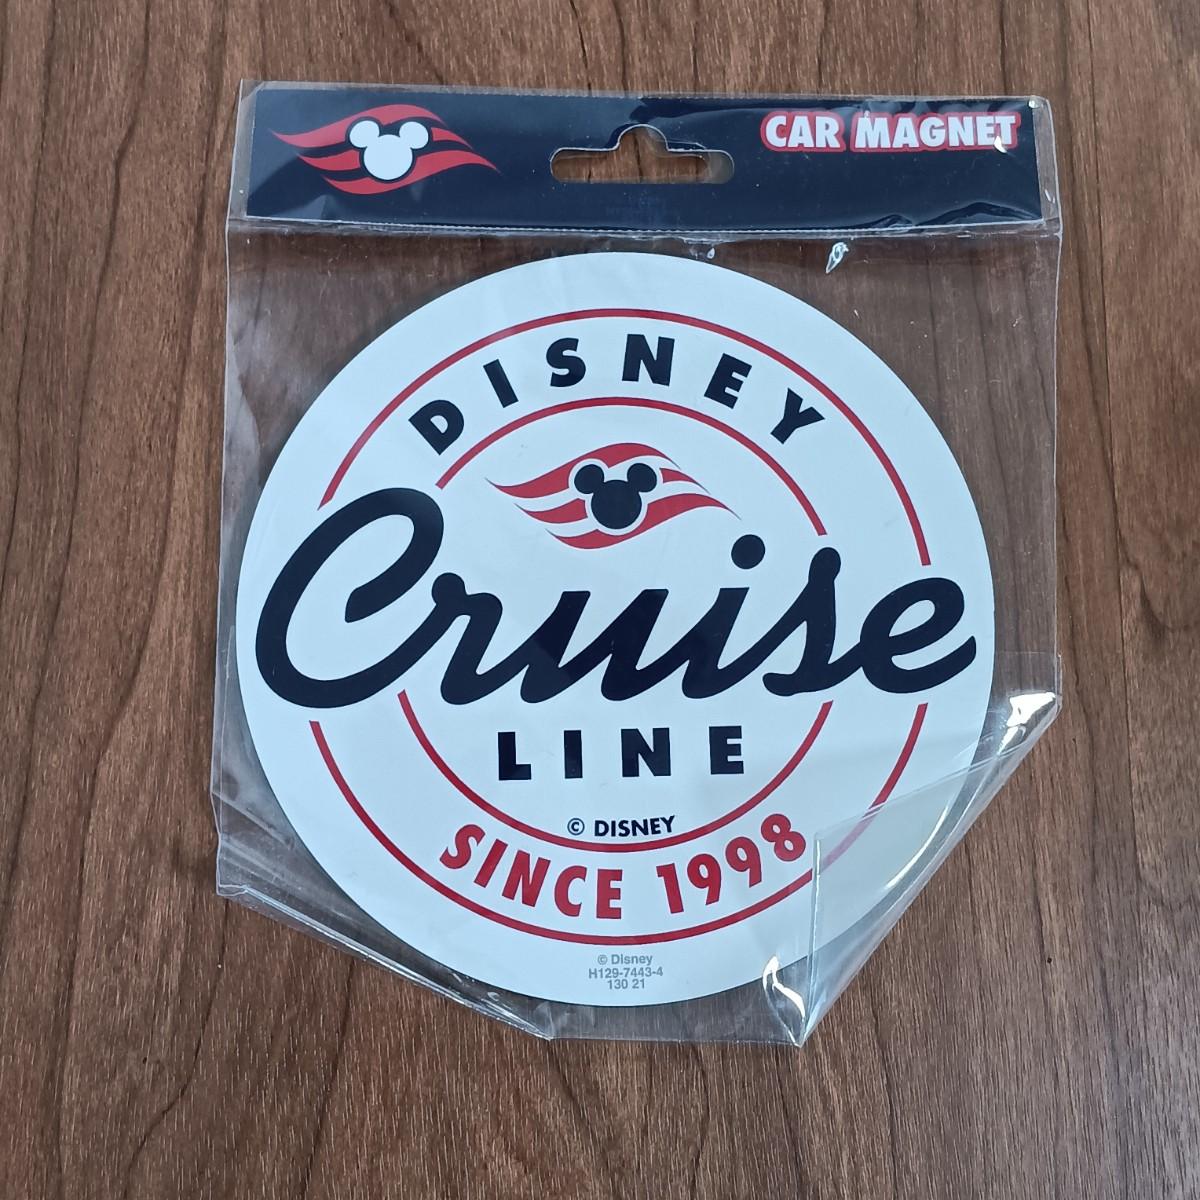 CAR MAGNET
DISNEY
Cruise
LINE
© DISNEY
SINCE 1998
© Disney
H129-7443-4
130 21